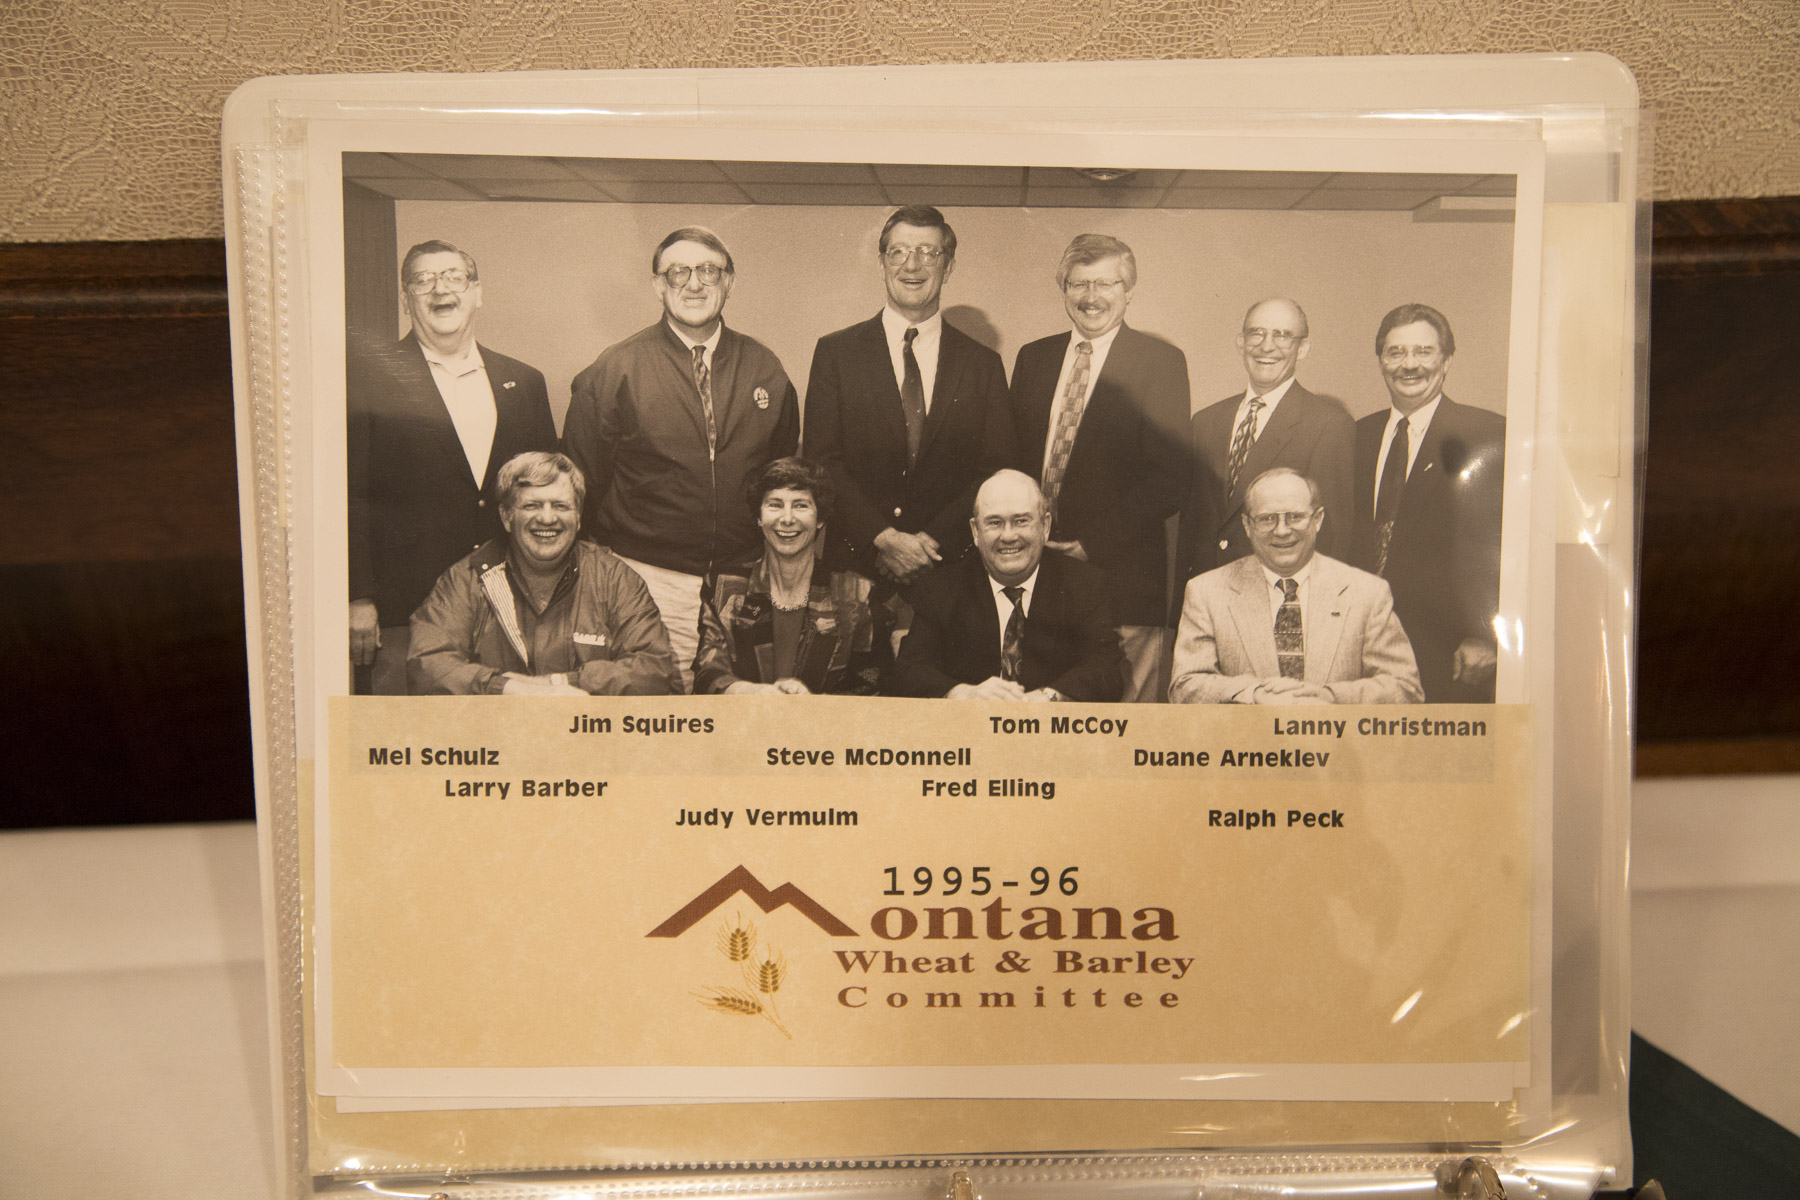 Jim Squires Tom McCoy Lanny Christman
Mel Schulz Steve McDonnell Duane Arneklev
Larry Barber Fred Elling
Judy Vermulm Ralph Peck
1995-96
Montana
Wheat & Barley
Committee